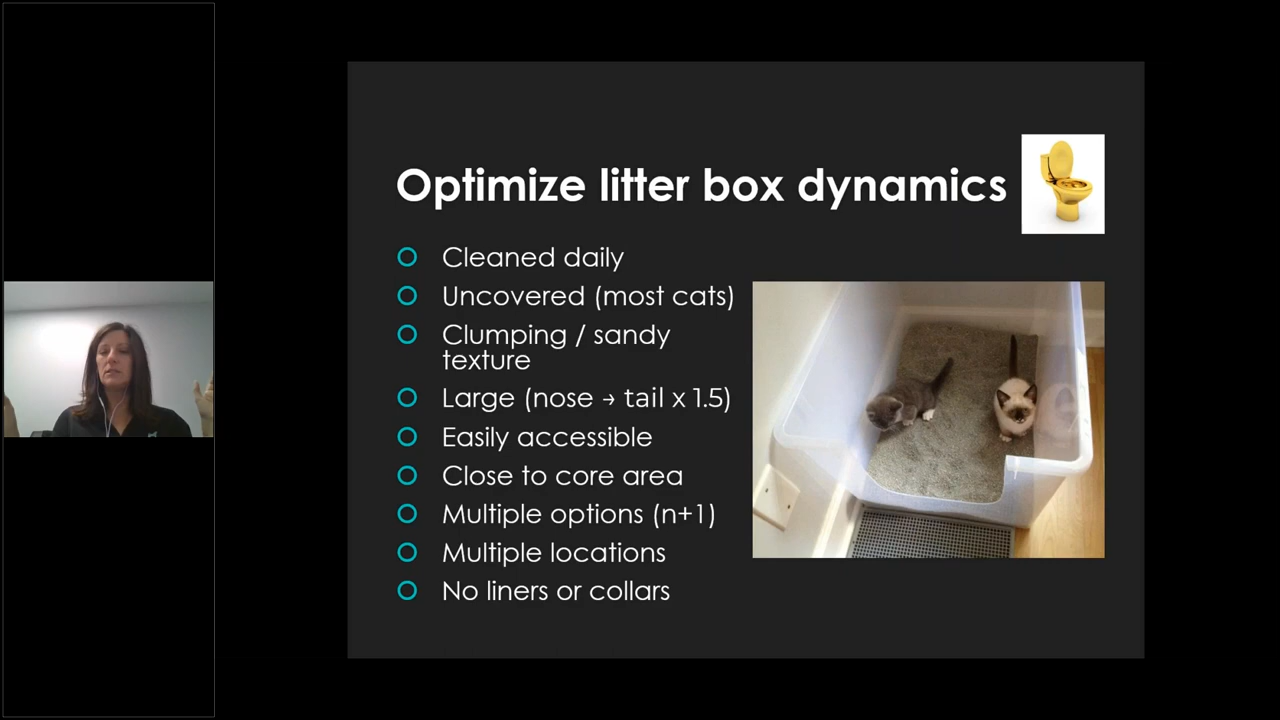 Optimize litter box dynamics
Cleaned daily
Uncovered (most cats)
Clumping / sandy
texture
Large (nose → tail x 1.5)
Easily accessible
Close to core area
Multiple options (n+1)
Multiple locations
No liners or collars